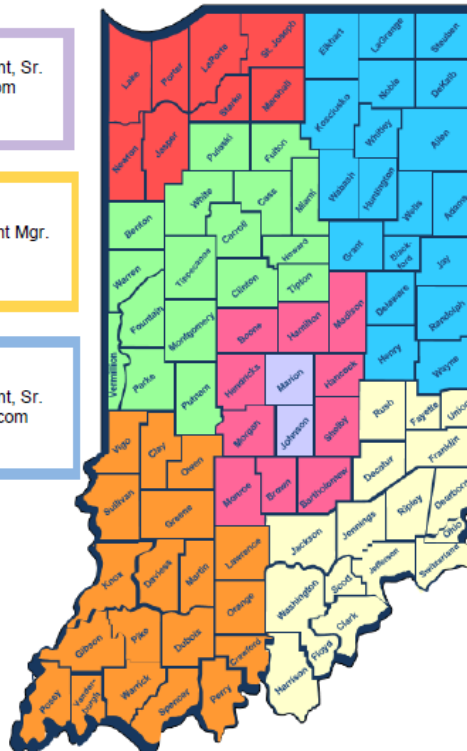 nt, Sr.
om
nt Mgr.
nt, Sr.
com
Lake
Porter
LaPorte
St. Joseph
Elkhart
LaGrange
Steuben
Starke
Marshall
Kosciusko
Noble
DeKalb
Newton
Jasper
Pulaski
Fulton
Whitley
Allen
Benton
White
Cass
Miami
Wabash
Huntington
Wells
Adams
Carroll
Warren
Tippecanoe
Howard
Grant
Black-
ford
Jay
Clinton
Tipton
Fountain
Montgomery
Boone
Hamilton
Madison
Delaware
Randolph
Vermillion
Parke
Putnam
Hendricks
Marion
Hancock
Henry
Wayne
Rush
Fayette
Union
Vigo
Clay
Owen
Morgan
Johnson
Shelby
Decatur
Franklin
Sullivan
Greene
Monroe
Brown
Bartholomew
Ripley
Dearborn
Ohio
Jackson
Jennings
Jefferson
Switzerland
Knox
Daviess
Martin
Lawrence
Washington
Scott
Clark
Gibson
Pike
Dubois
Orange
Crawford
Floyd
Harrison
Posey
Vander-
burgh
Warrick
Spencer
Perry